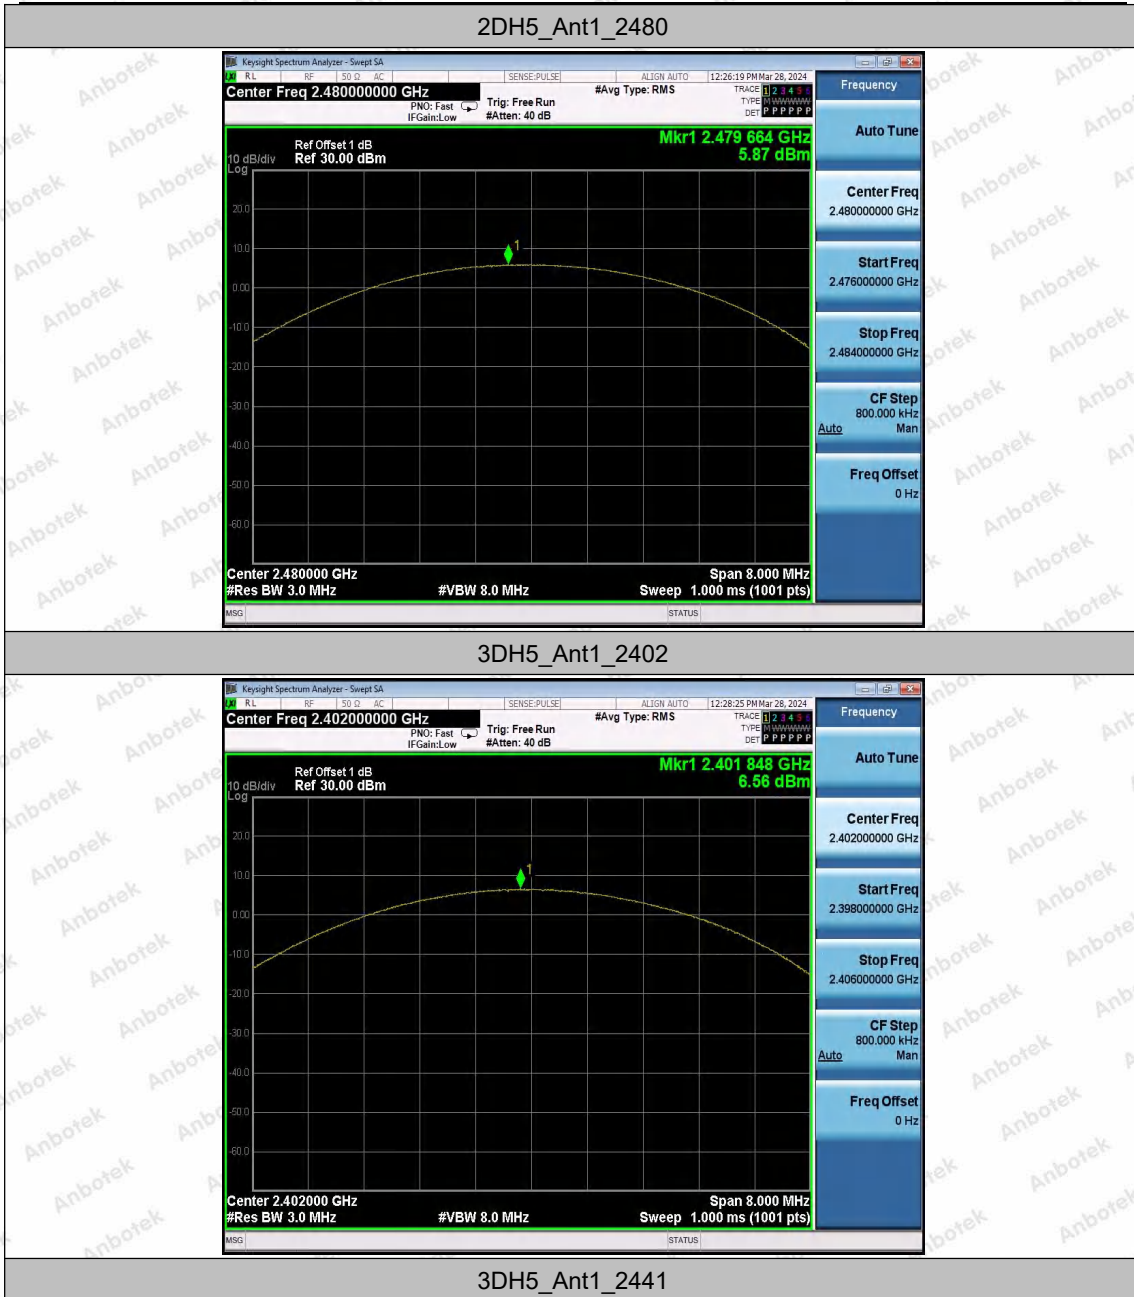 2DH5_Ant1_2480
Keysight Spectrum Analyzer - Swept SA
RL RF 50 Ω AC SENSE:PULSE ALIGN AUTO 12:26:19 PM Mar 28, 2024
Center Freq 2.480000000 GHz
PNO: Fast
IFGain:Low
Trig: Free Run
#Atten: 40 dB
#Avg Type: RMS
TRACE 1 2 3 4 5 6
TYPE M WWWWW
DET P P P P P P
Ref Offset 1 dB
10 dB/div Ref 30.00 dBm
Log
Mkr1 2.479 664 GHz
5.87 dBm
20.0
10.0
0.00
-10.0
-20.0
-30.0
-40.0
-50.0
-60.0
1
Center 2.480000 GHz Span 8.000 MHz
#Res BW 3.0 MHz #VBW 8.0 MHz Sweep 1.000 ms (1001 pts)
MSG STATUS
Frequency
Auto Tune
Center Freq
2.480000000 GHz
Start Freq
2.476000000 GHz
Stop Freq
2.484000000 GHz
CF Step
800.000 kHz
Auto Man
Freq Offset
0 Hz
3DH5_Ant1_2402
Keysight Spectrum Analyzer - Swept SA
RL RF 50 Ω AC SENSE:PULSE ALIGN AUTO 12:28:25 PM Mar 28, 2024
Center Freq 2.402000000 GHz
PNO: Fast
IFGain:Low
Trig: Free Run
#Atten: 40 dB
#Avg Type: RMS
TRACE 1 2 3 4 5 6
TYPE M WWWWW
DET P P P P P P
Ref Offset 1 dB
10 dB/div Ref 30.00 dBm
Log
Mkr1 2.401 848 GHz
6.56 dBm
20.0
10.0
0.00
-10.0
-20.0
-30.0
-40.0
-50.0
-60.0
1
Center 2.402000 GHz Span 8.000 MHz
#Res BW 3.0 MHz #VBW 8.0 MHz Sweep 1.000 ms (1001 pts)
MSG STATUS
Frequency
Auto Tune
Center Freq
2.402000000 GHz
Start Freq
2.398000000 GHz
Stop Freq
2.406000000 GHz
CF Step
800.000 kHz
Auto Man
Freq Offset
0 Hz
3DH5_Ant1_2441
Anbotek